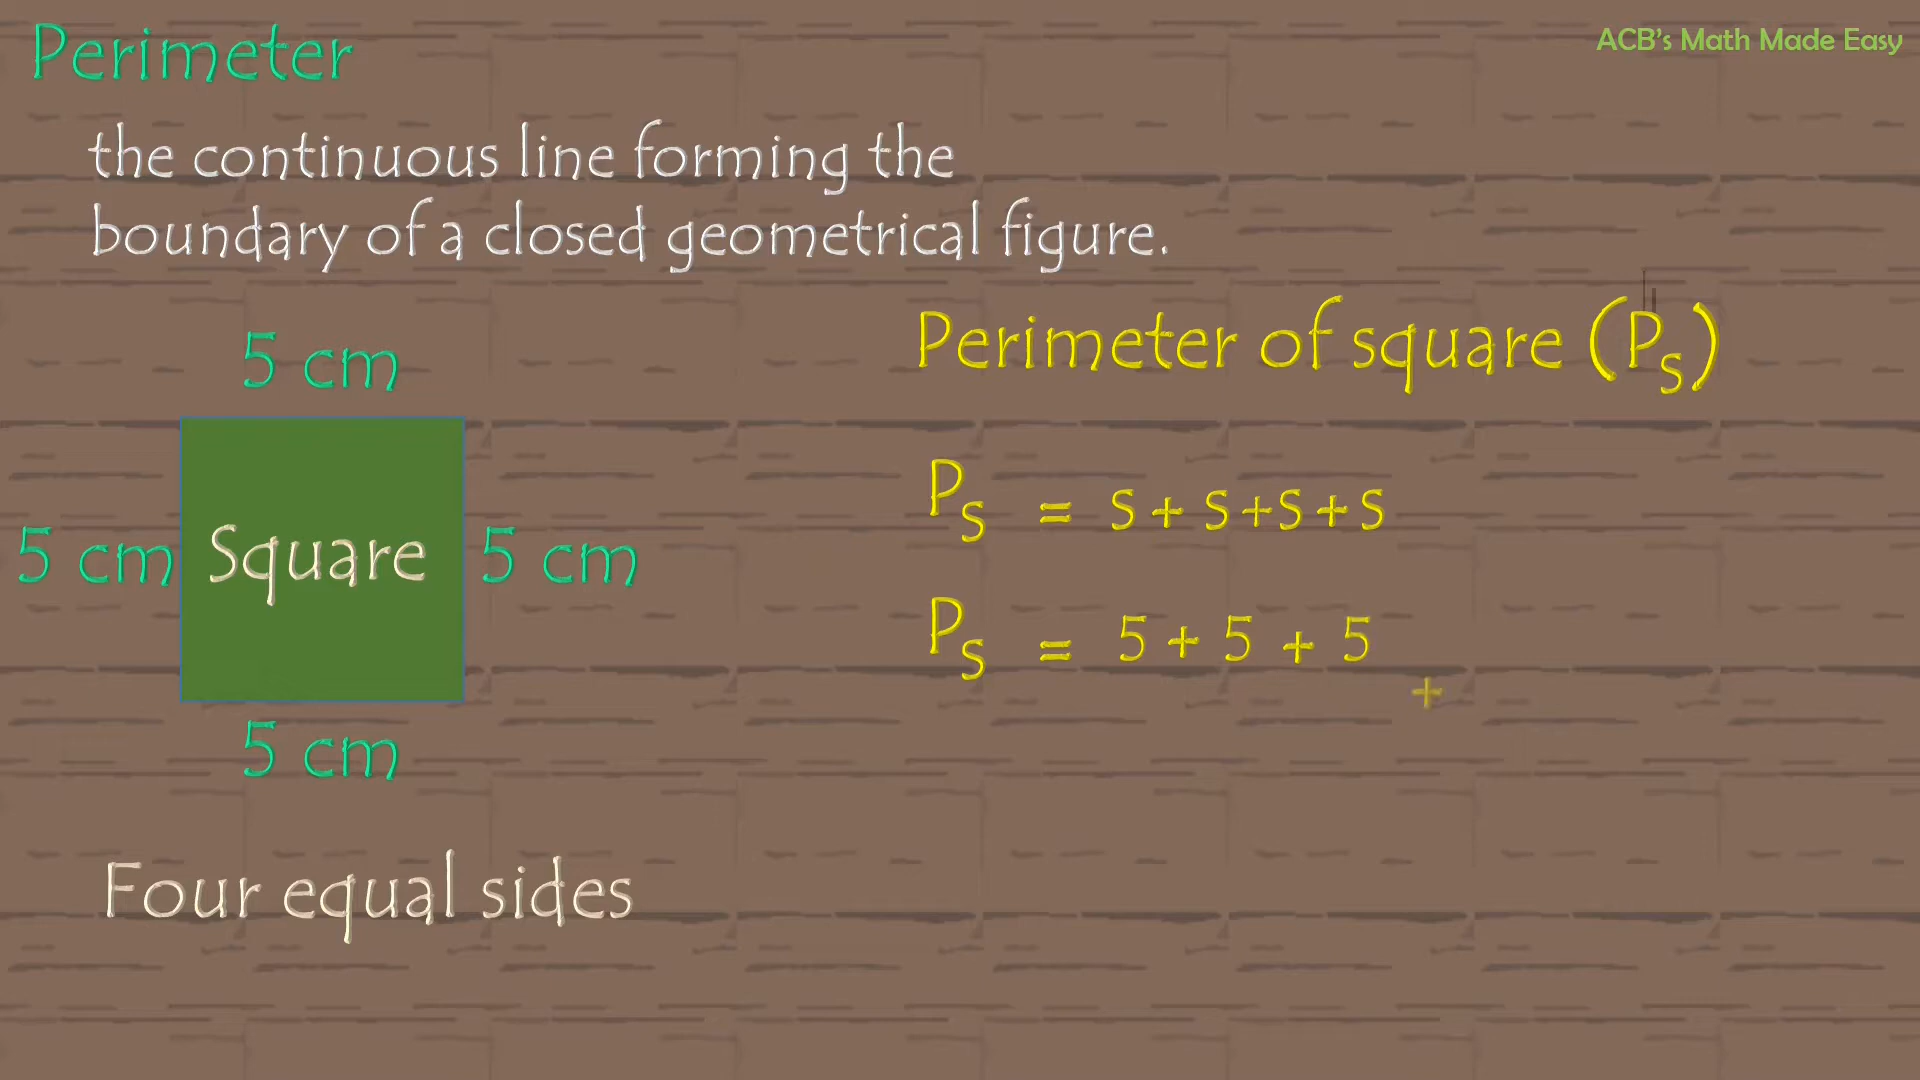 Perimeter
ACB's Math Made Easy
the continuous line forming the
boundary of a closed geometrical figure.
5 cm
5 cm Square 5 cm
5 cm
Four equal sides
Perimeter of square (Ps)
Ps = s + s + s + s
Ps = 5 + 5 + 5 +